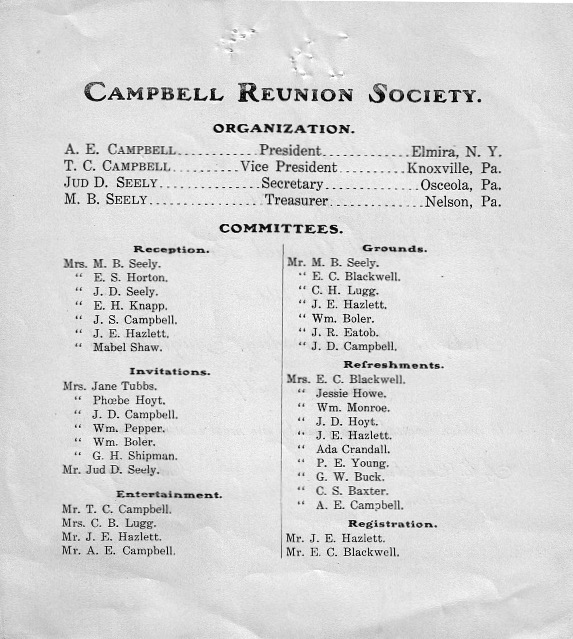 CAMPBELL REUNION SOCIETY.
ORGANIZATION.
A. E. CAMPBELL...........President............Elmira, N. Y.
T. C. CAMPBELL..........Vice President.........Knoxville, Pa.
JUD D. SEELY...............Secretary..............Osceola, Pa.
M. B. SEELY.................Treasurer..............Nelson, Pa.
COMMITTEES.
Reception.
Mrs. M. B. Seely.
" E. S. Horton.
" J. D. Seely.
" E. H. Knapp.
" J. S. Campbell.
" J. E. Hazlett.
" Mabel Shaw.
Invitations.
Mrs. Jane Tubbs.
" Phœbe Hoyt.
" J. D. Campbell.
" Wm. Pepper.
" Wm. Boler.
" G. H. Shipman.
Mr. Jud D. Seely.
Entertainment.
Mr. T. C. Campbell.
Mrs. C. B. Lugg.
Mr. J. E. Hazlett.
Mr. A. E. Campbell.
Grounds.
Mr. M. B. Seely.
" E. C. Blackwell.
" C. H. Lugg.
" J. E. Hazlett.
" Wm. Boler.
" J. R. Eatob.
" J. D. Campbell.
Refreshments.
Mrs. E. C. Blackwell.
" Jessie Howe.
" Wm. Monroe.
" J. D. Hoyt.
" J. E. Hazlett.
" Ada Crandall.
" P. E. Young.
" G. W. Buck.
" C. S. Baxter.
" A. E. Campbell.
Registration.
Mr. J. E. Hazlett.
Mr. E. C. Blackwell.